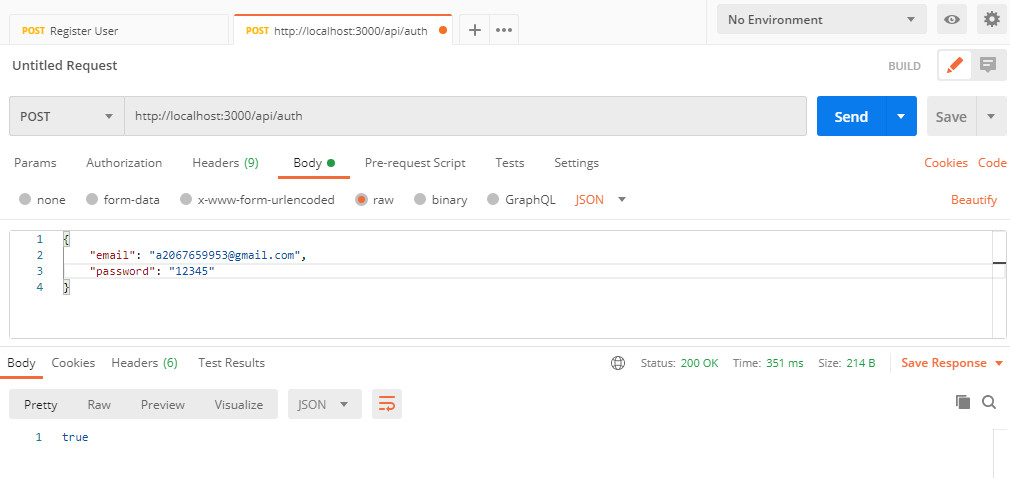 POST Register User
POST http://localhost:3000/api/auth
No Environment
Untitled Request
BUILD
POST
http://localhost:3000/api/auth
Send
Save
Params Authorization Headers (9) Body Pre-request Script Tests Settings Cookies Code
none form-data x-www-form-urlencoded raw binary GraphQL JSON Beautify
1 {
2 "email": "a2067659953@gmail.com",
3 "password": "12345"
4 }
Body Cookies Headers (6) Test Results Status: 200 OK Time: 351 ms Size: 214 B Save Response
Pretty Raw Preview Visualize JSON
1 true